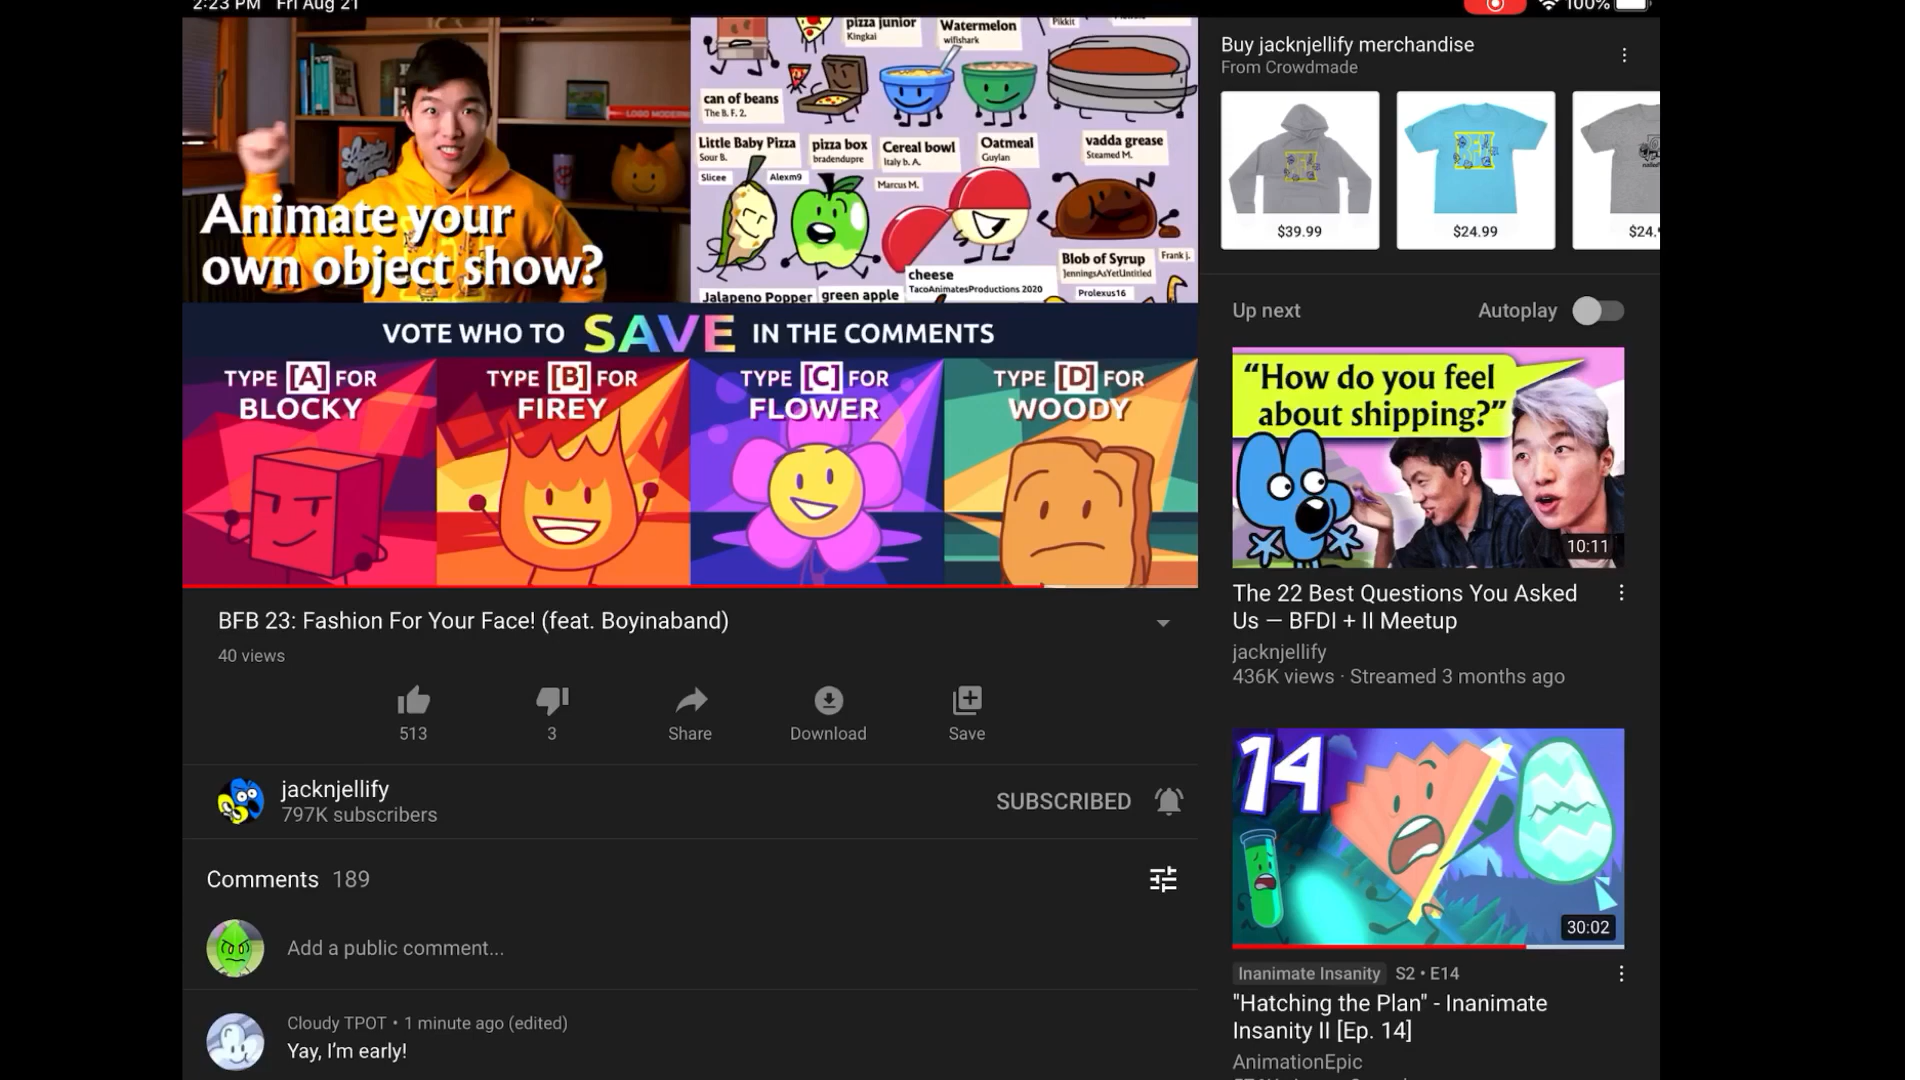 2:23 PM Fri Aug 21
100%
Animate your
own object show?
LOGO MODERN
pizza junior
Kingkai
Watermelon
wifishark
Pikkit
can of beans
The B. F. 2.
Little Baby Pizza
Sour B.
pizza box
bradendupre
Cereal bowl
Italy b. A.
Oatmeal
Guylan
vadda grease
Steamed M.
Slicee
Alexm9
Marcus M.
Jalapeno Popper
green apple
cheese
TacoAnimatesProductions 2020
Blob of Syrup
JenningsAsYetUntitled
Frank j.
Prolexus16
VOTE WHO TO SAVE IN THE COMMENTS
TYPE [A] FOR
BLOCKY
TYPE [B] FOR
FIREY
TYPE [C] FOR
FLOWER
TYPE [D] FOR
WOODY
BFB 23: Fashion For Your Face! (feat. Boyinaband)
40 views
513
3
Share
Download
Save
jacknjellify
797K subscribers
SUBSCRIBED
Comments 189
Add a public comment...
Cloudy TPOT • 1 minute ago (edited)
Yay, I'm early!
Buy jacknjellify merchandise
From Crowdmade
$39.99
$24.99
$24.
Up next
Autoplay
"How do you feel
about shipping?"
10:11
The 22 Best Questions You Asked
Us — BFDI + II Meetup
jacknjellify
436K views · Streamed 3 months ago
14
30:02
Inanimate Insanity S2 • E14
"Hatching the Plan" - Inanimate
Insanity II [Ep. 14]
AnimationEpic